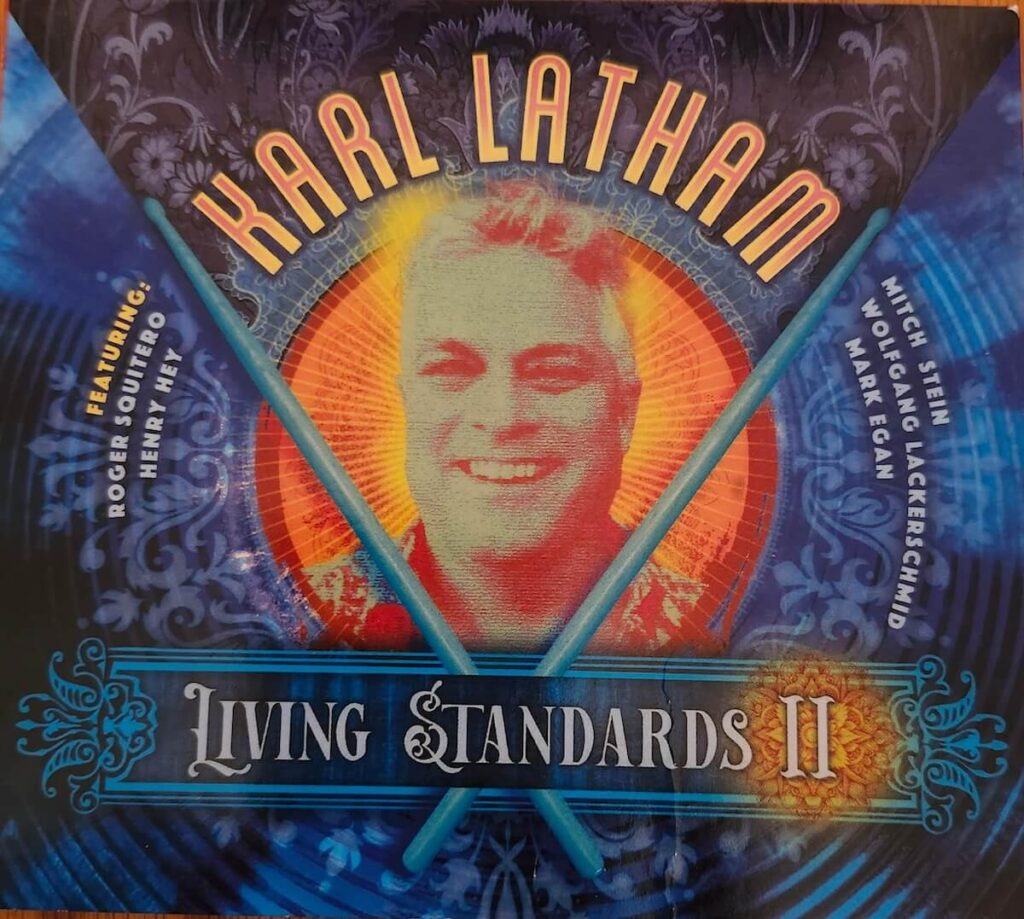 KARL LATHAM
FEATURING:
ROGER SQUITERO
HENRY HEY
MITCH STEIN
WOLFGANG LACKERSCHMID
MARK EGAN
LIVING STANDARDS II